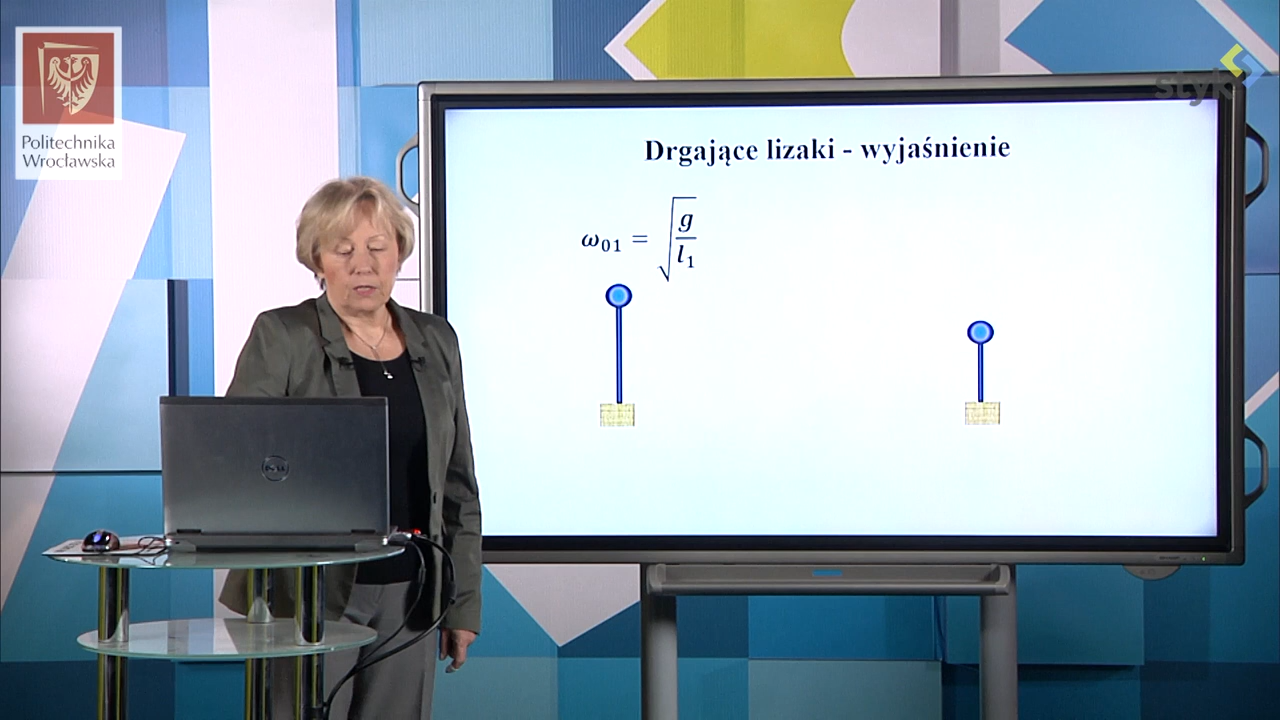 Politechnika
Wrocławska
styk
Drgające lizaki - wyjaśnienie
ω₀₁ = √(g/l₁)
DELL